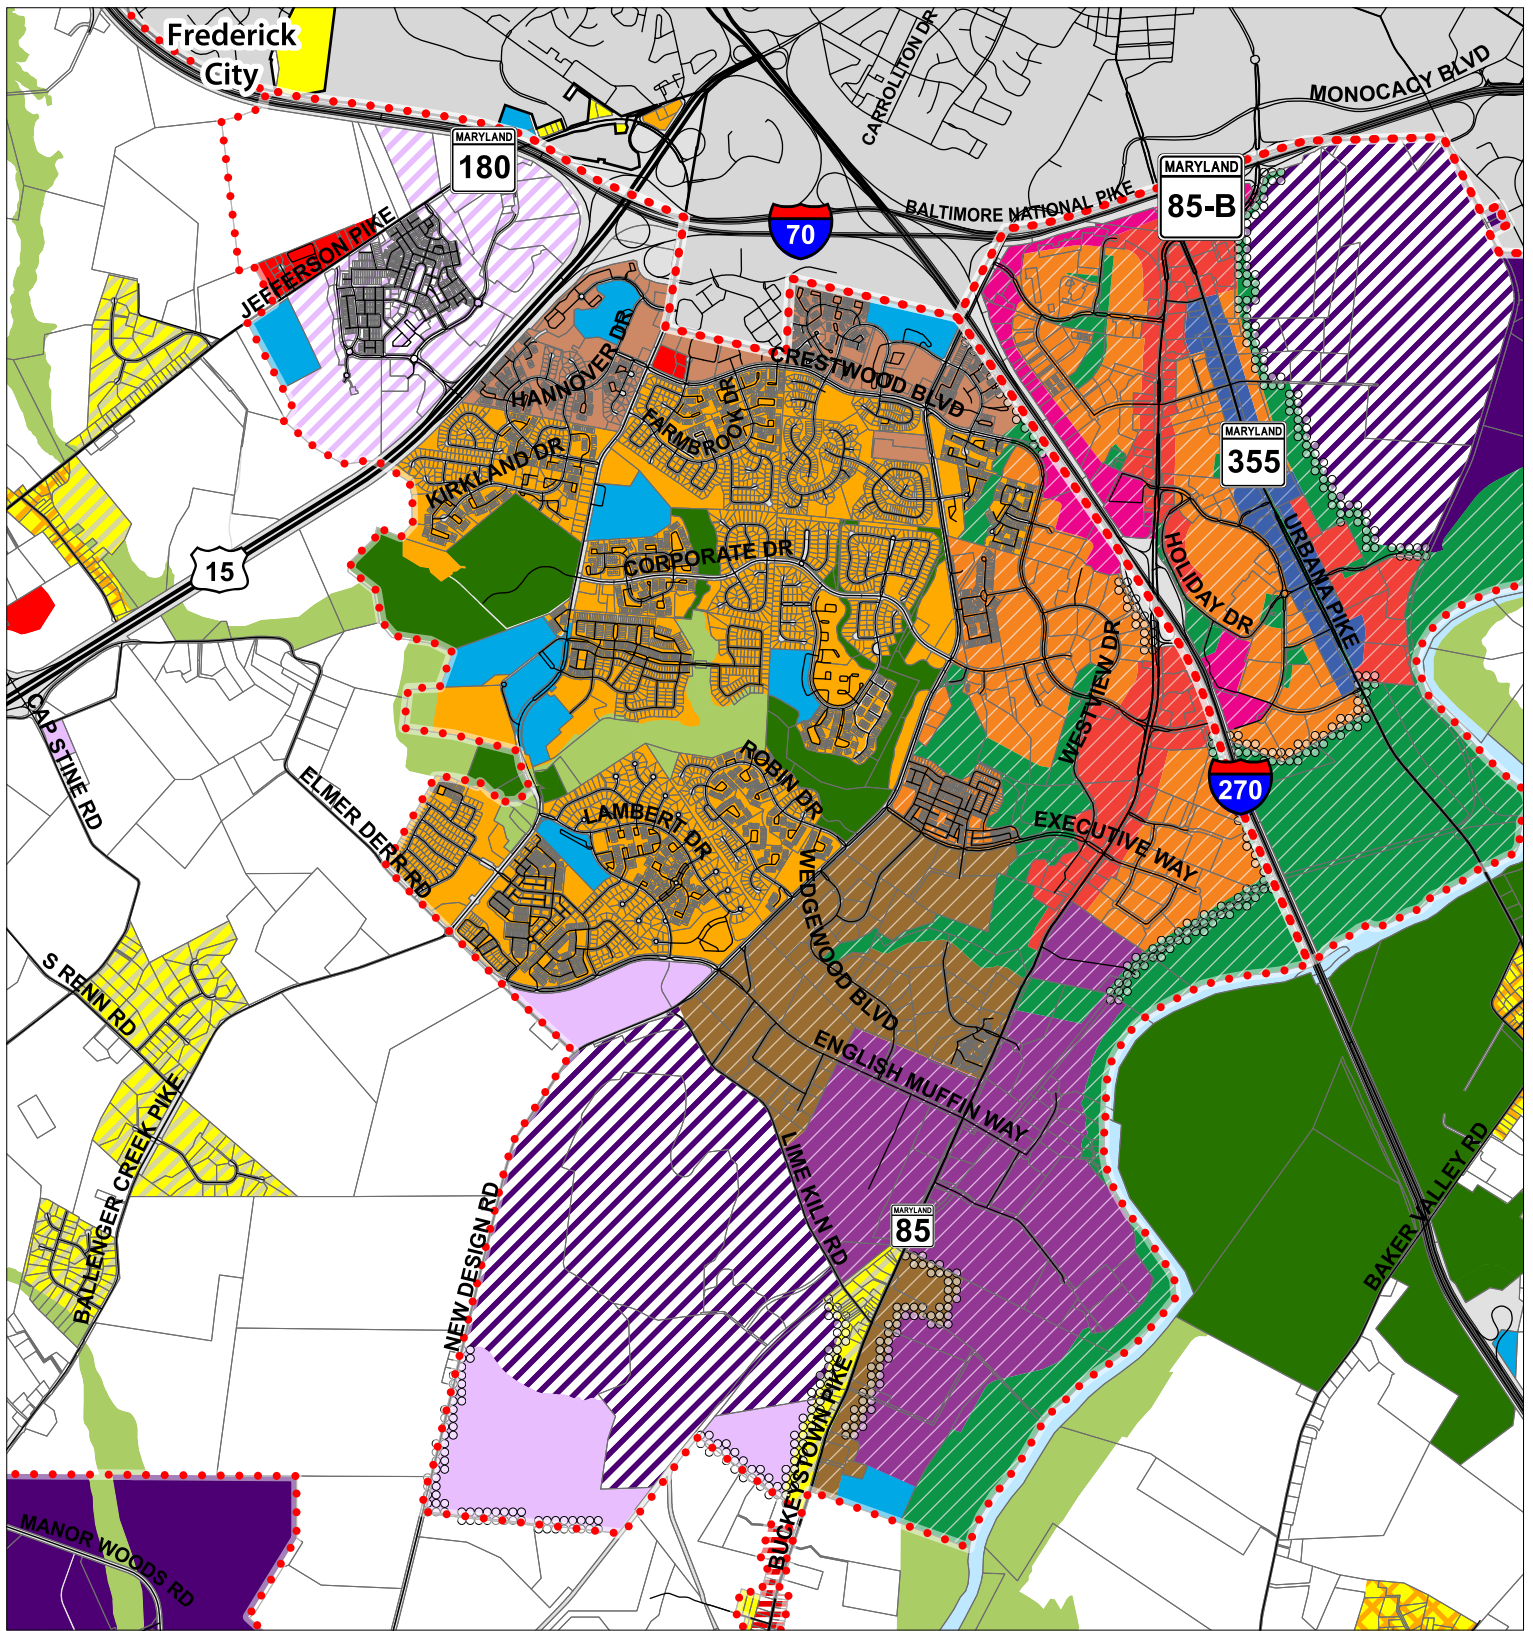 Frederick
City
CARROLLTON DR
MONOCACY BLVD
MARYLAND
180
MARYLAND
85-B
BALTIMORE NATIONAL PIKE
70
JEFFERSON PIKE
HANNOVER DR
CRESTWOOD BLVD
FARMBROOK DR
KIRKLAND DR
MARYLAND
355
15
CORPORATE DR
HOLIDAY DR
URBANA PIKE
WESTVIEW DR
CAP STINE RD
ELMER DERR RD
ROBIN DR
LAMBERT DR
270
EXECUTIVE WAY
WEDGEWOOD BLVD
S RENN RD
ENGLISH MUFFIN WAY
BALLENGER CREEK PIKE
LIME KILN RD
NEW DESIGN RD
MARYLAND
85
BAKER VALLEY RD
BUCKEYSTOWN PIKE
MANOR WOODS RD